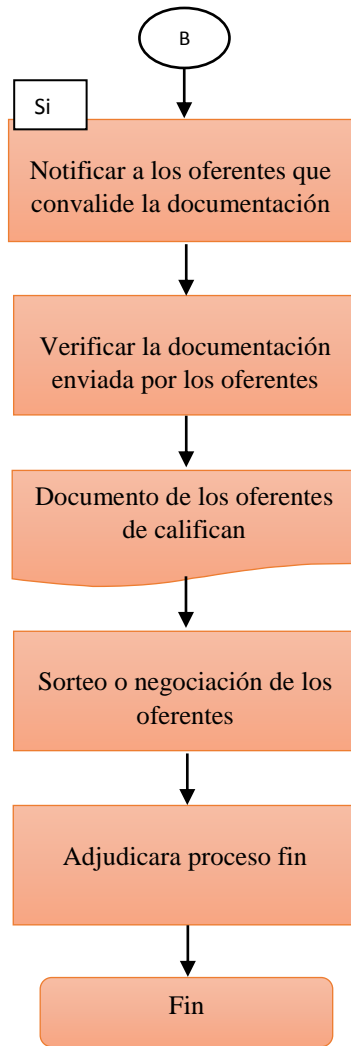 B
Si
Notificar a los oferentes que
convalide la documentación
Verificar la documentación
enviada por los oferentes
Documento de los oferentes
de califican
Sorteo o negociación de los
oferentes
Adjudicara proceso fin
Fin